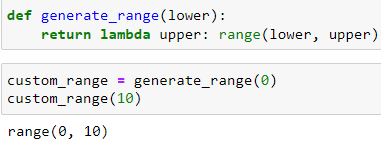 def generate_range(lower):
    return lambda upper: range(lower, upper)
custom_range = generate_range(0)
custom_range(10)
range(0, 10)